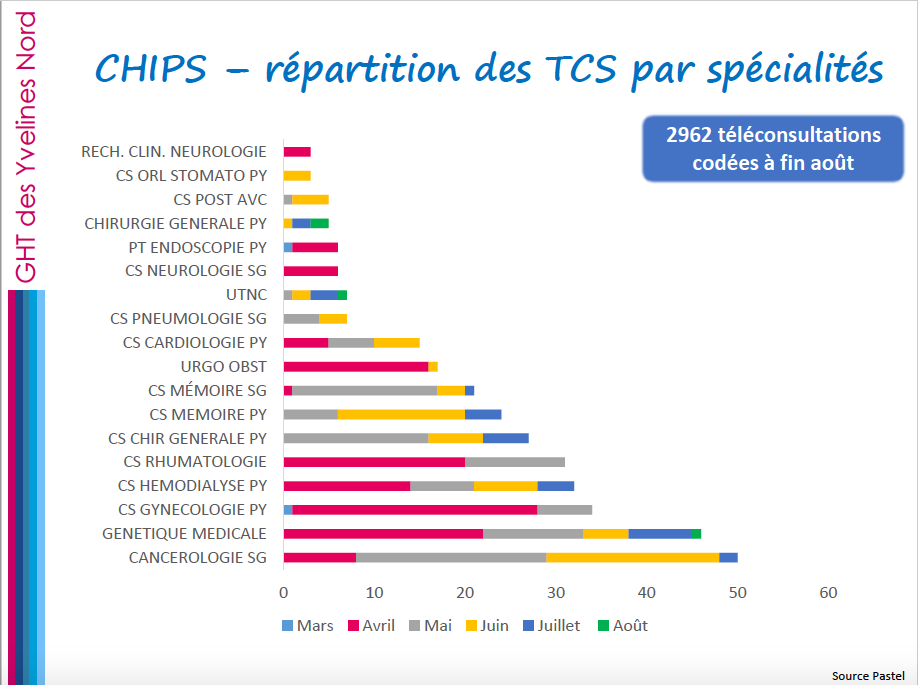 GHT des Yvelines Nord
CHIPS – répartition des TCS par spécialités
2962 téléconsultations
codées à fin août
RECH. CLIN. NEUROLOGIE
CS ORL STOMATO PY
CS POST AVC
CHIRURGIE GENERALE PY
PT ENDOSCOPIE PY
CS NEUROLOGIE SG
UTNC
CS PNEUMOLOGIE SG
CS CARDIOLOGIE PY
URGO OBST
CS MÉMOIRE SG
CS MEMOIRE PY
CS CHIR GENERALE PY
CS RHUMATOLOGIE
CS HEMODIALYSE PY
CS GYNECOLOGIE PY
GENETIQUE MEDICALE
CANCEROLOGIE SG
0 10 20 30 40 50 60
Mars Avril Mai Juin Juillet Août
Source Pastel